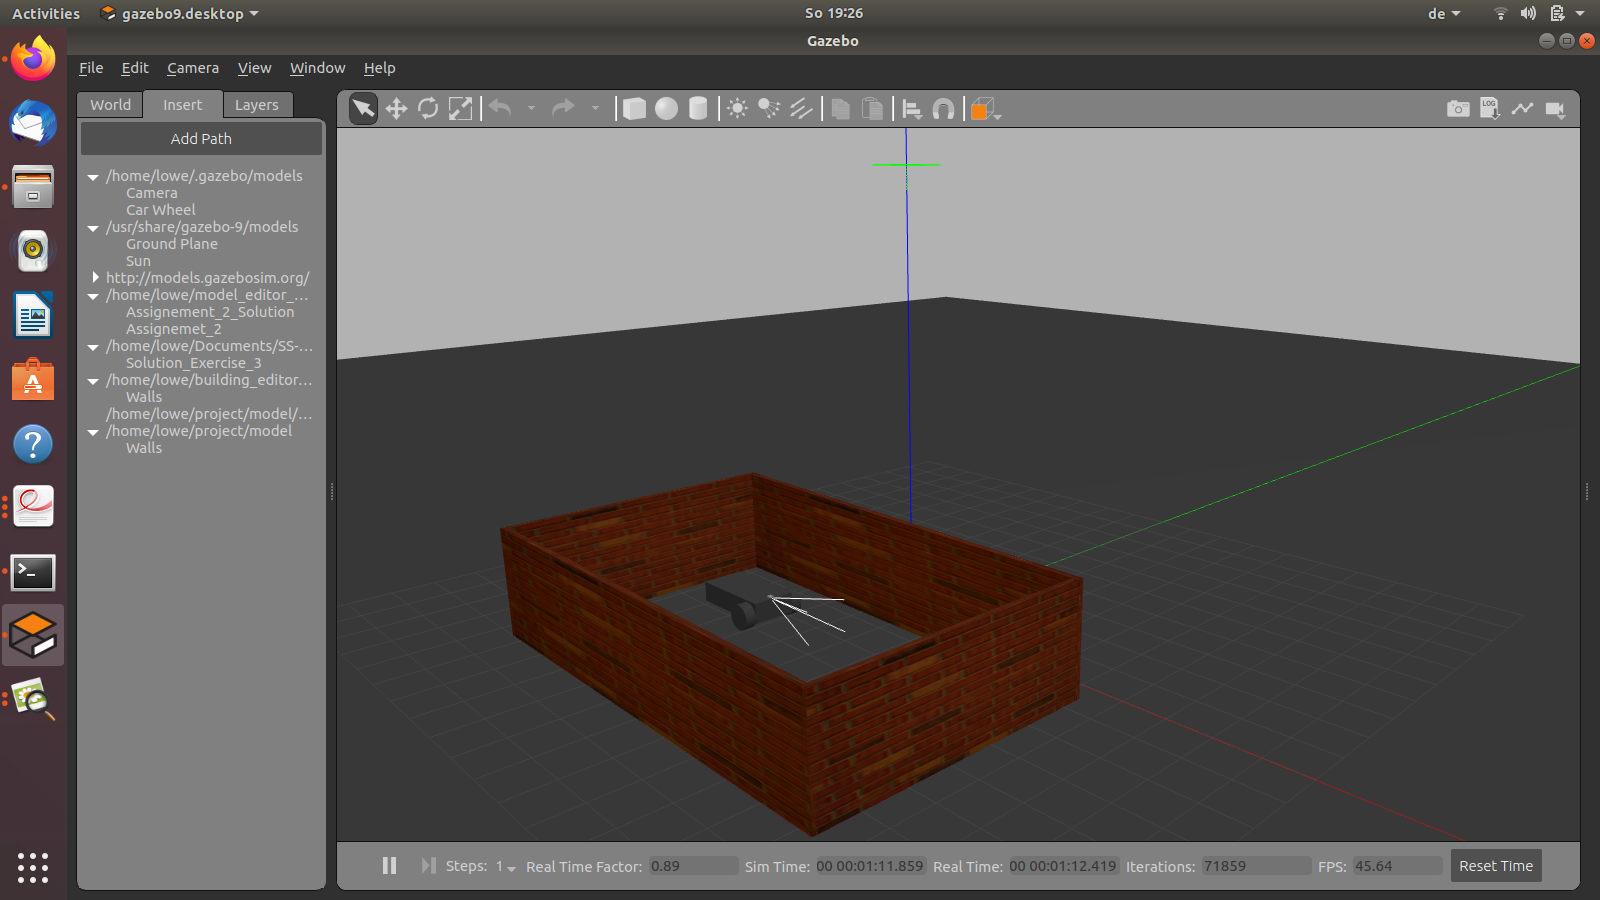 Activities gazebo9.desktop So 19:26 de
Gazebo
File Edit Camera View Window Help
World Insert Layers
LOG
Add Path
/home/lowe/.gazebo/models
Camera
Car Wheel
/usr/share/gazebo-9/models
Ground Plane
Sun
http://models.gazebosim.org/
/home/lowe/model_editor_...
Assignement_2_Solution
Assignemet_2
/home/lowe/Documents/SS-...
Solution_Exercise_3
/home/lowe/building_editor...
Walls
/home/lowe/project/model/...
/home/lowe/project/model
Walls
Steps: 1 Real Time Factor: 0.89 Sim Time: 00 00:01:11.859 Real Time: 00 00:01:12.419 Iterations: 71859 FPS: 45.64 Reset Time